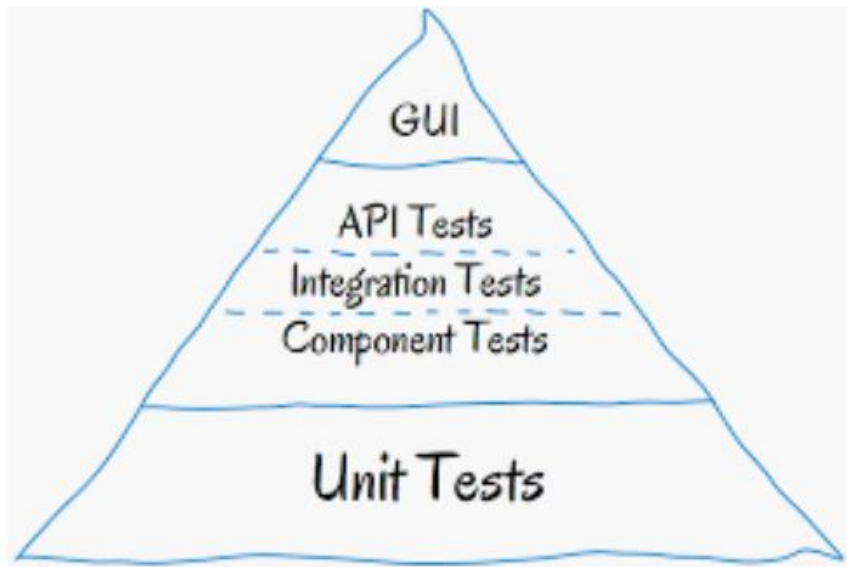 GUI
API Tests
Integration Tests
Component Tests
Unit Tests